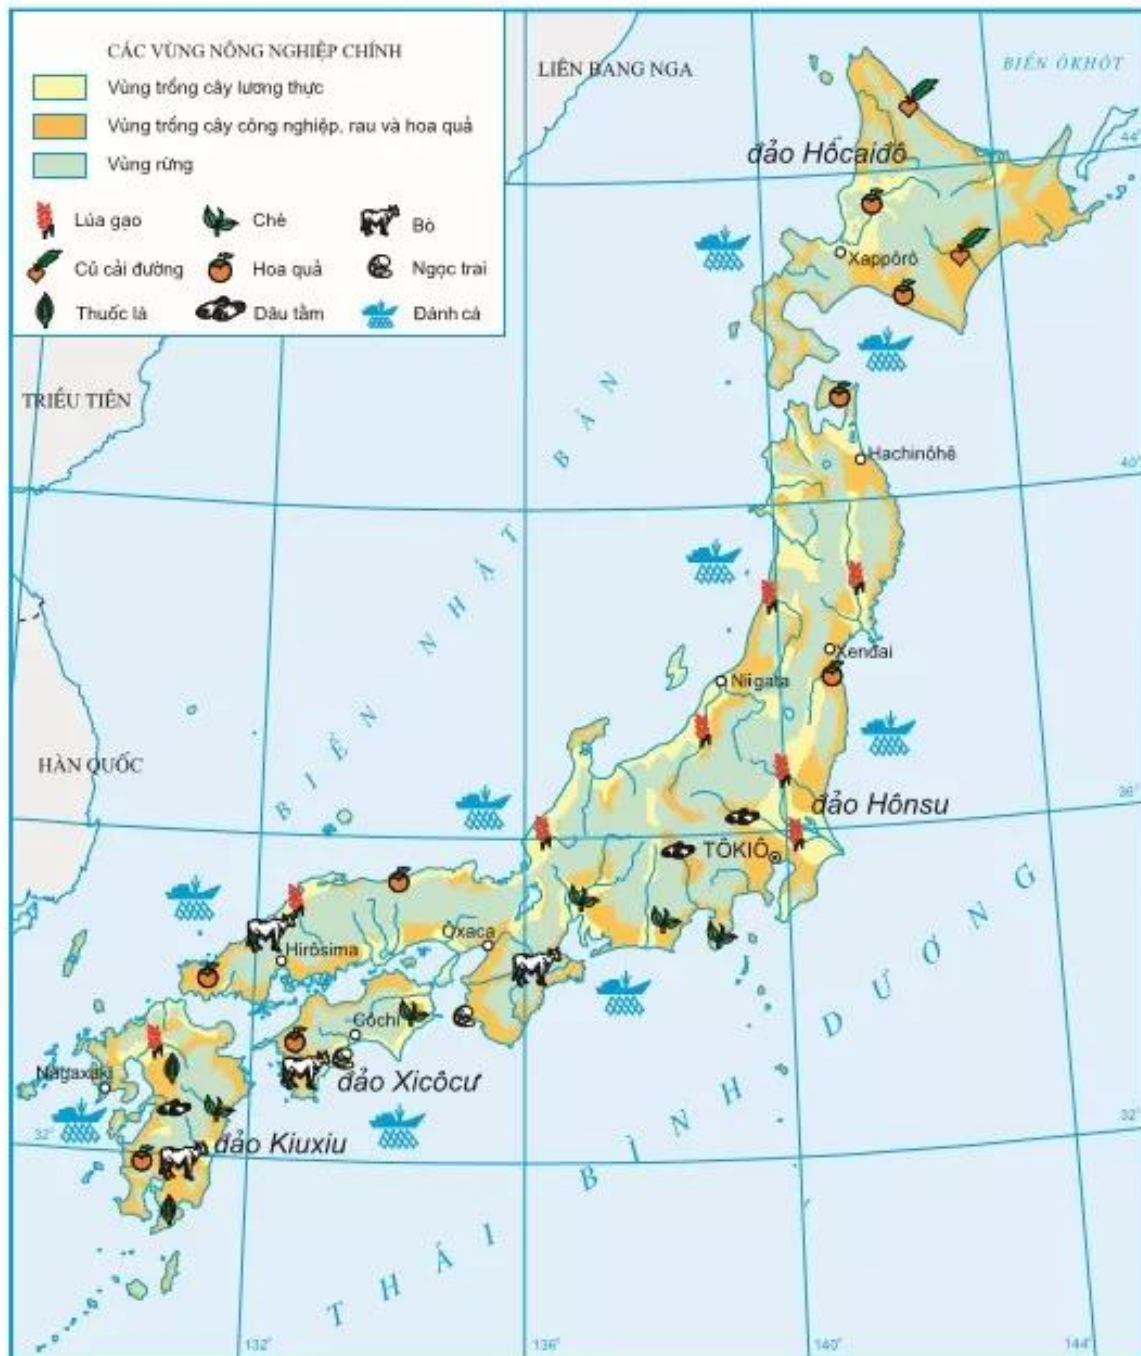 CÁC VÙNG NÔNG NGHIỆP CHÍNH
Vùng trồng cây lương thực
Vùng trồng cây công nghiệp, rau và hoa quả
Vùng rừng
Lúa gạo
Chè
Bò
Củ cải đường
Hoa quả
Ngọc trai
Thuốc lá
Dâu tằm
Đánh cá
LIÊN BANG NGA
BIỂN ÔKHÔT
44°
đảo Hôcaiđô
Xappôrô
TRIỀU TIÊN
Hachinôhê
40°
BIỂN NHẬT BẢN
Xenđai
Niigata
HÀN QUỐC
36°
đảo Hônsu
TÔKIÔ
Ôxaca
Hirôsima
Côchi
đảo Xicôcư
Nagaxaki
32°
32°
đảo Kiuxiu
THÁI BÌNH DƯƠNG
132°
136°
140°
144°